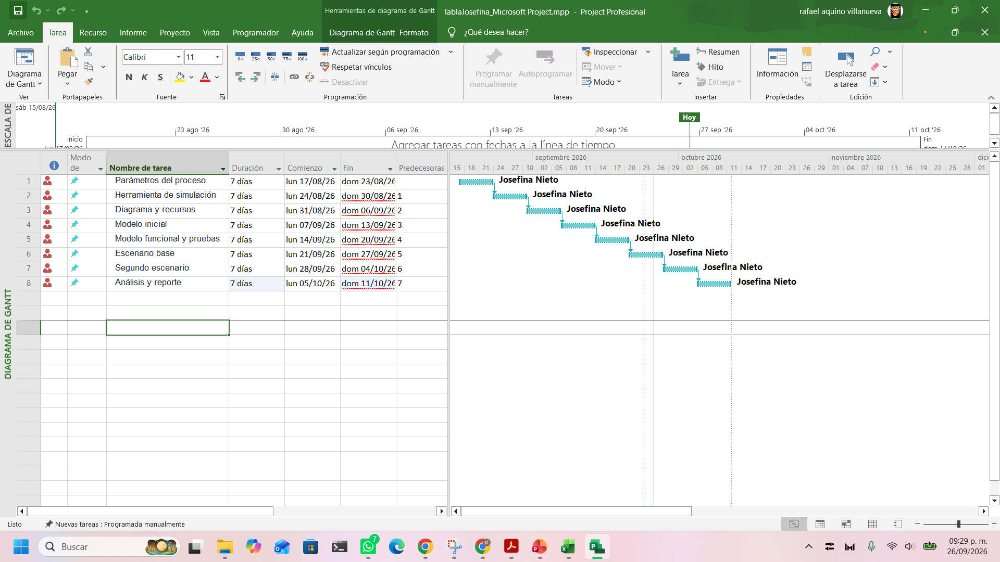 Herramientas de diagrama de Gantt
TablaJosefina_Microsoft Project.mpp - Project Profesional
rafael aquino villanueva
Archivo Tarea Recurso Informe Proyecto Vista Programador Ayuda Diagrama de Gantt Formato ¿Qué desea hacer?
Diagrama de Gantt
Ver
Pegar
Portapapeles
Calibri 11
N K S A
Fuente
0% 25% 50% 75% 100%
Actualizar según programación
Respetar vínculos
Desactivar
Programación
Programar manualmente
Autoprogramar
Inspeccionar
Mover
Modo
Tareas
Tarea
Resumen
Hito
Entrega
Insertar
Información
Propiedades
Desplazarse a tarea
Edición
ESCALA DE
sáb 15/08/26
Hoy
23 ago '26 30 ago '26 06 sep '26 13 sep '26 20 sep '26 27 sep '26 04 oct '26 11 oct '26
Inicio
lun 17/08/26
Agregar tareas con fechas a la línea de tiempo
Fin
dom 11/10/26
DIAGRAMA DE GANTT
Modo de Nombre de tarea Duración Comienzo Fin Predecesoras
septiembre 2026 octubre 2026 noviembre 2026 dici
15 18 21 24 27 30 02 05 08 11 14 17 20 23 26 29 02 05 08 11 14 17 20 23 26 29 01 04 07 10 13 16 19 22 25 28 01
1 Parámetros del proceso 7 días lun 17/08/26 dom 23/08/26 Josefina Nieto
2 Herramienta de simulación 7 días lun 24/08/26 dom 30/08/26 1 Josefina Nieto
3 Diagrama y recursos 7 días lun 31/08/26 dom 06/09/26 2 Josefina Nieto
4 Modelo inicial 7 días lun 07/09/26 dom 13/09/26 3 Josefina Nieto
5 Modelo funcional y pruebas 7 días lun 14/09/26 dom 20/09/26 4 Josefina Nieto
6 Escenario base 7 días lun 21/09/26 dom 27/09/26 5 Josefina Nieto
7 Segundo escenario 7 días lun 28/09/26 dom 04/10/26 6 Josefina Nieto
8 Análisis y reporte 7 días lun 05/10/26 dom 11/10/26 7 Josefina Nieto
Listo Nuevas tareas : Programada manualmente
Buscar
7
09:29 p. m.
26/09/2026